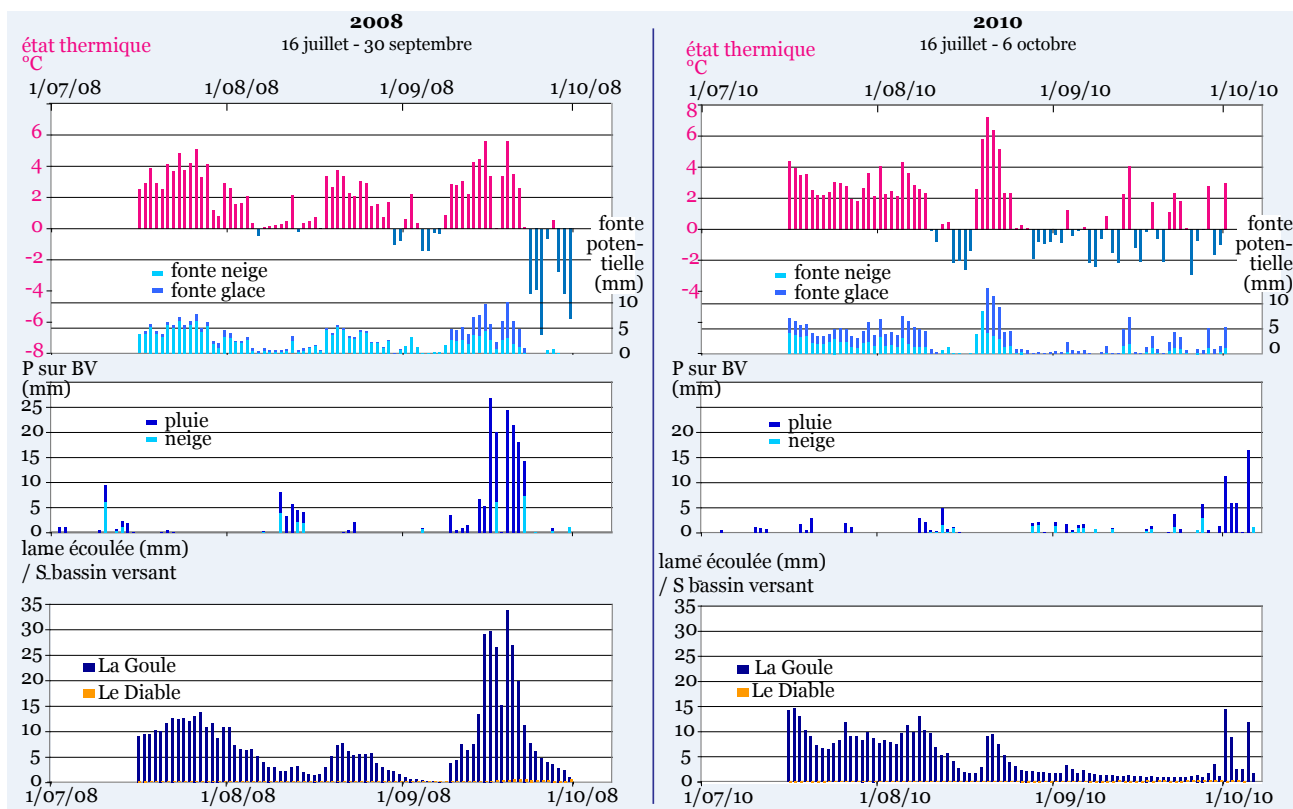 2008
16 juillet - 30 septembre
état thermique
°C
1/07/08 1/08/08 1/09/08 1/10/08
6
4
2
0
-2
-4
-6
-8
fonte
poten-
tielle
(mm)
10
5
0
fonte neige
fonte glace
P sur BV
(mm)
25
20
15
10
5
0
pluie
neige
lame écoulée (mm)
/ S bassin versant
35
30
25
20
15
10
5
0
La Goule
Le Diable
1/07/08 1/08/08 1/09/08 1/10/08
2010
16 juillet - 6 octobre
état thermique
°C
1/07/10 1/08/10 1/09/10 1/10/10
8
6
4
2
0
-2
-4
fonte
poten-
tielle
(mm)
10
5
0
fonte neige
fonte glace
P sur BV
(mm)
20
15
10
5
0
pluie
neige
lame écoulée (mm)
/ S bassin versant
35
30
25
20
15
10
5
0
La Goule
Le Diable
1/07/10 1/08/10 1/09/10 1/10/10